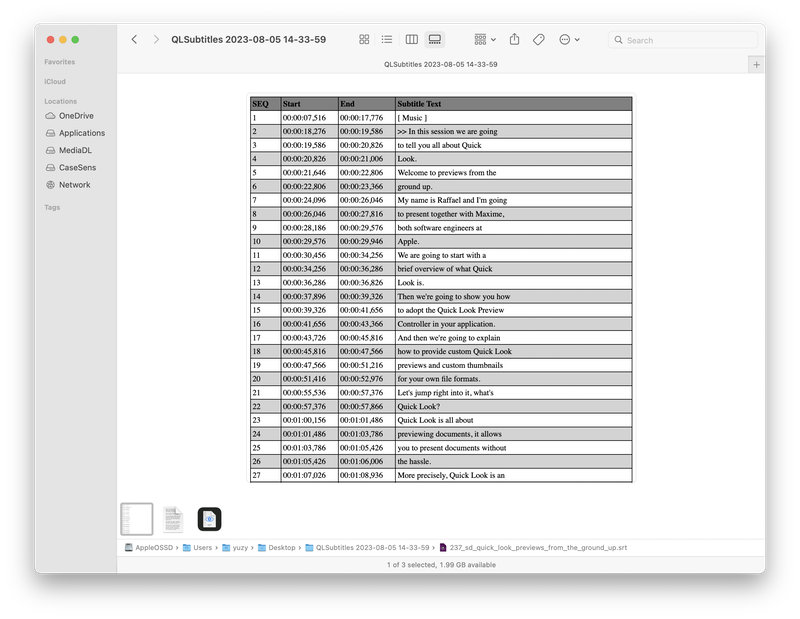 QLSubtitles 2023-08-05 14-33-59
Search
QLSubtitles 2023-08-05 14-33-59
Favorites
iCloud
Locations
OneDrive
Applications
MediaDL
CaseSens
Network
Tags
SEQ Start End Subtitle Text
1 00:00:07,516 00:00:17,776 [ Music ]
2 00:00:18,276 00:00:19,586 >> In this session we are going
3 00:00:19,586 00:00:20,826 to tell you all about Quick
4 00:00:20,826 00:00:21,006 Look.
5 00:00:21,646 00:00:22,806 Welcome to previews from the
6 00:00:22,806 00:00:23,366 ground up.
7 00:00:24,096 00:00:26,046 My name is Raffael and I'm going
8 00:00:26,046 00:00:27,816 to present together with Maxime,
9 00:00:28,186 00:00:29,576 both software engineers at
10 00:00:29,576 00:00:29,946 Apple.
11 00:00:30,456 00:00:34,256 We are going to start with a
12 00:00:34,256 00:00:36,286 brief overview of what Quick
13 00:00:36,286 00:00:36,826 Look is.
14 00:00:37,896 00:00:39,326 Then we're going to show you how
15 00:00:39,326 00:00:41,656 to adopt the Quick Look Preview
16 00:00:41,656 00:00:43,366 Controller in your application.
17 00:00:43,726 00:00:45,816 And then we're going to explain
18 00:00:45,816 00:00:47,566 how to provide custom Quick Look
19 00:00:47,566 00:00:51,216 previews and custom thumbnails
20 00:00:51,416 00:00:52,976 for your own file formats.
21 00:00:55,536 00:00:57,376 Let's jump right into it, what's
22 00:00:57,376 00:00:57,866 Quick Look?
23 00:01:00,156 00:01:01,486 Quick Look is all about
24 00:01:01,486 00:01:03,786 previewing documents, it allows
25 00:01:03,786 00:01:05,426 you to present documents without
26 00:01:05,426 00:01:06,006 the hassle.
27 00:01:07,026 00:01:08,936 More precisely, Quick Look is an
AppleOSSD › Users › yuzy › Desktop › QLSubtitles 2023-08-05 14-33-59 › 237_sd_quick_look_previews_from_the_ground_up.srt
1 of 3 selected, 1.99 GB available